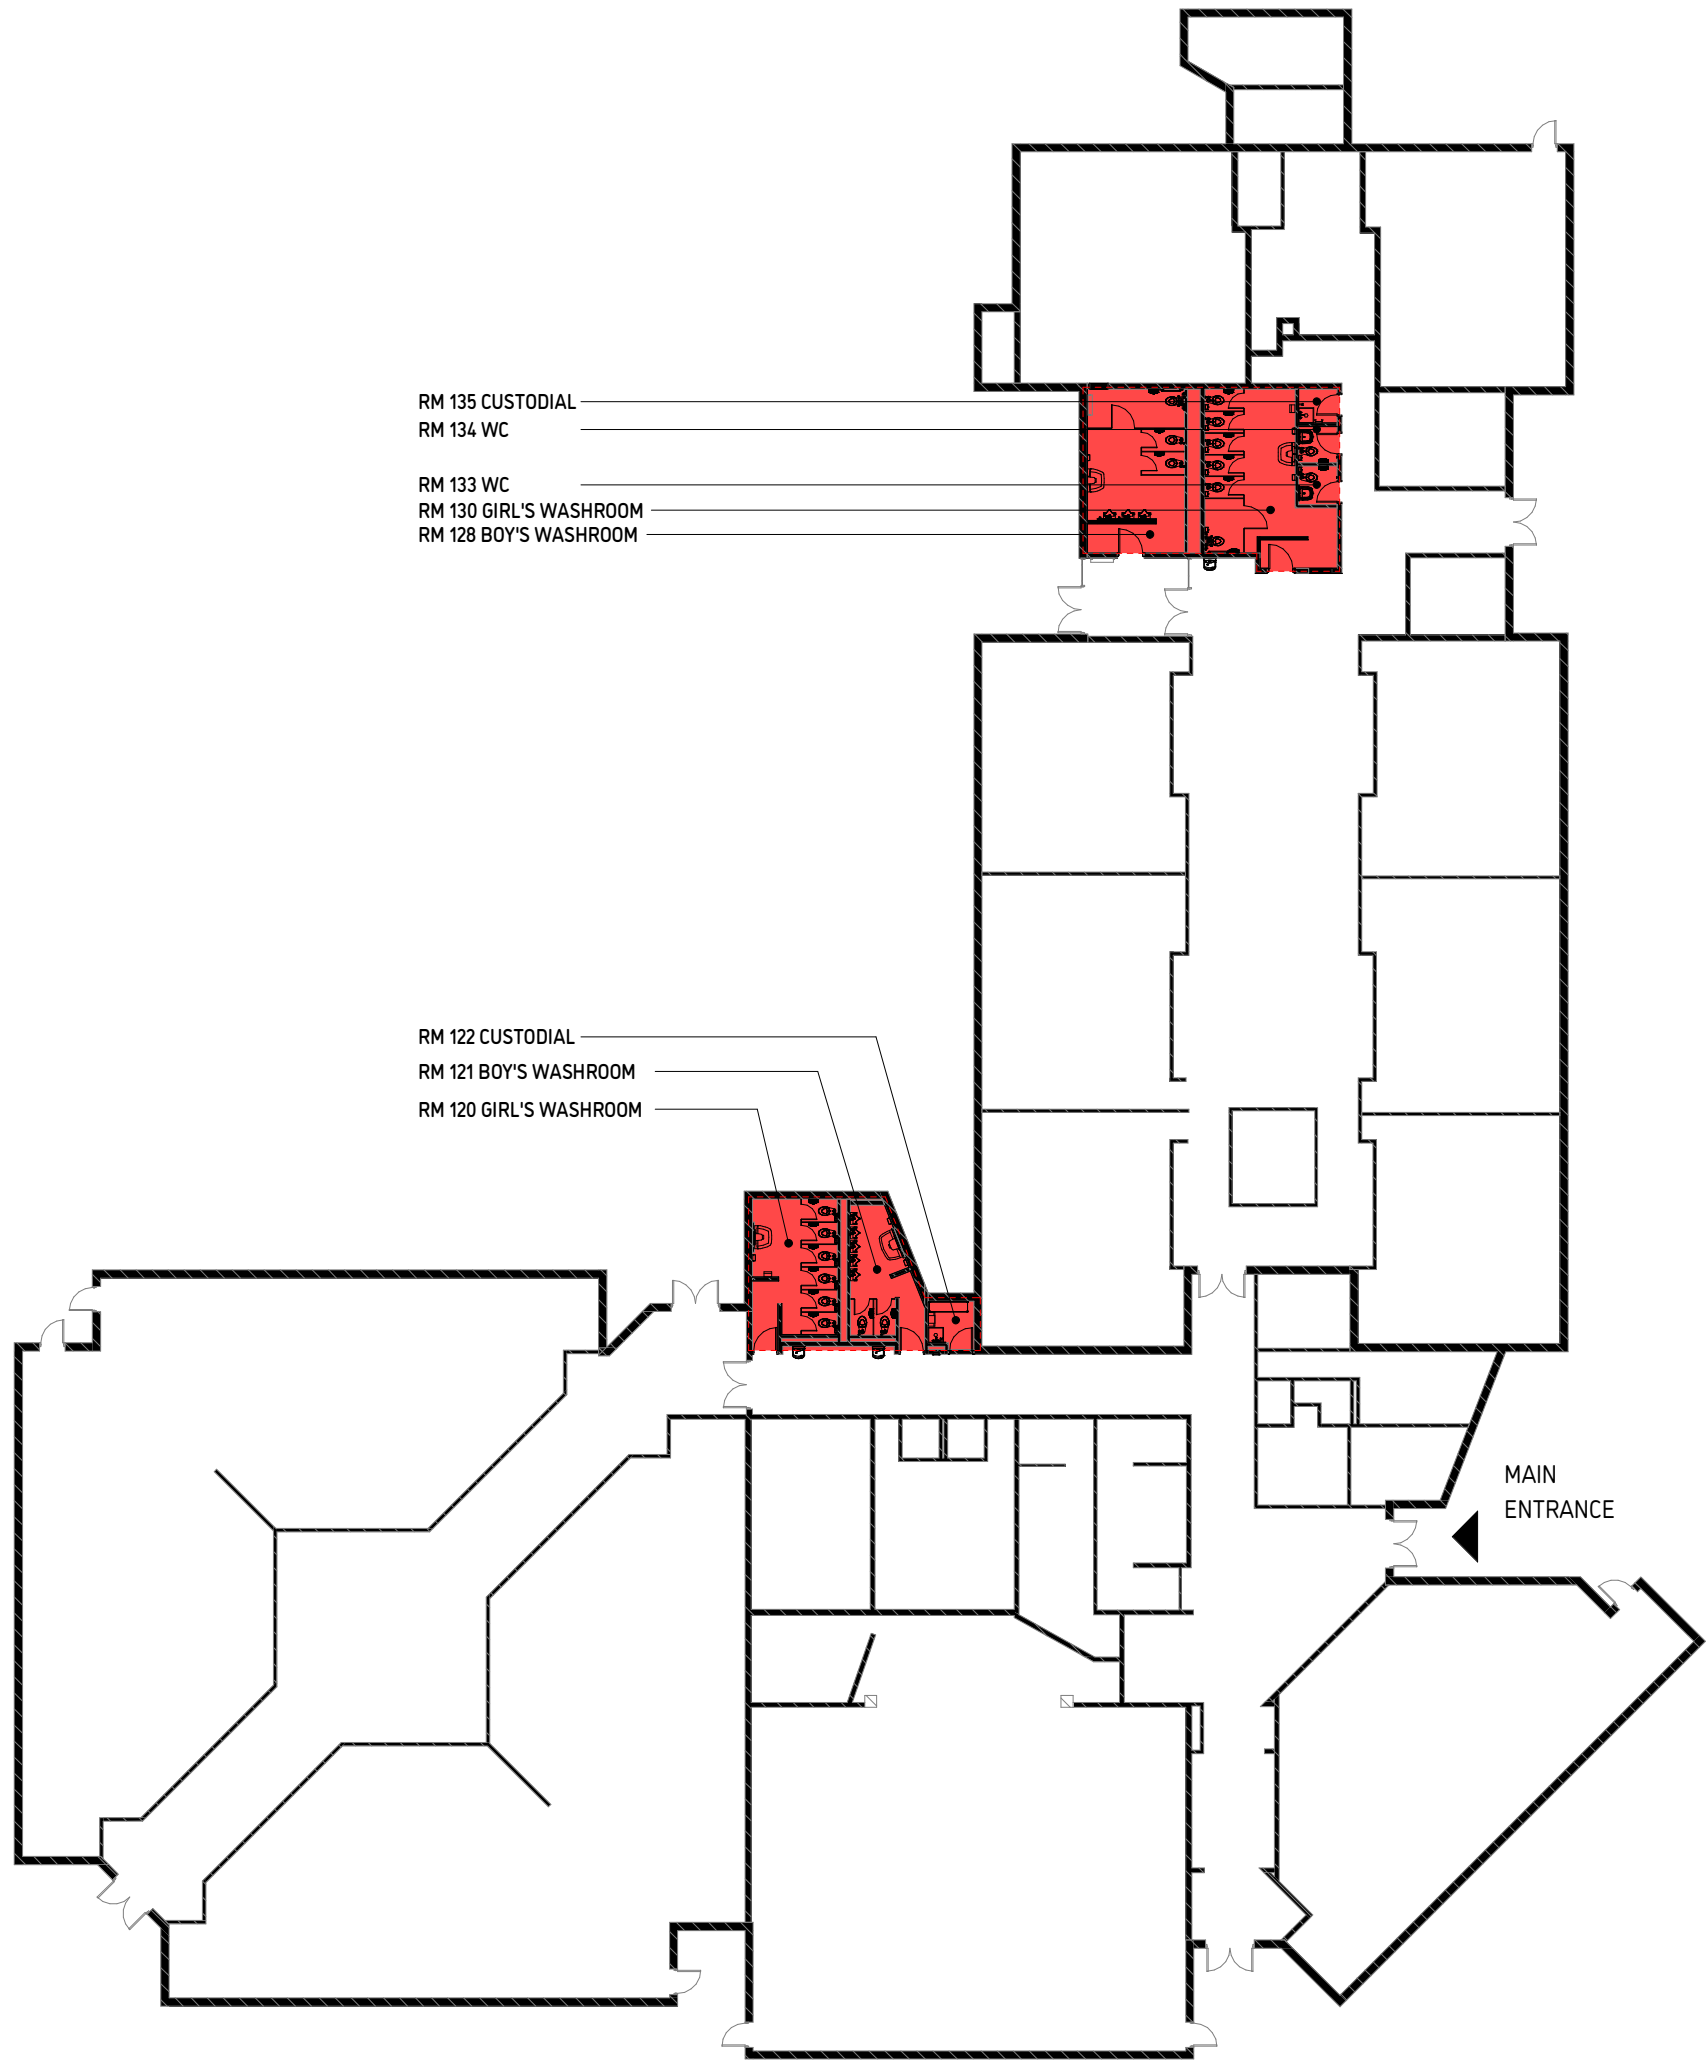 RM 135 CUSTODIAL
RM 134 WC
RM 133 WC
RM 130 GIRL'S WASHROOM
RM 128 BOY'S WASHROOM
RM 122 CUSTODIAL
RM 121 BOY'S WASHROOM
RM 120 GIRL'S WASHROOM
MAIN
ENTRANCE